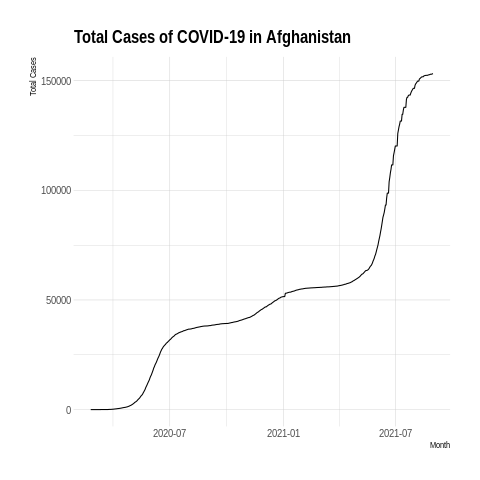 Total Cases of COVID-19 in Afghanistan
Total Cases
150000
100000
50000
0
2020-07 2021-01 2021-07
Month